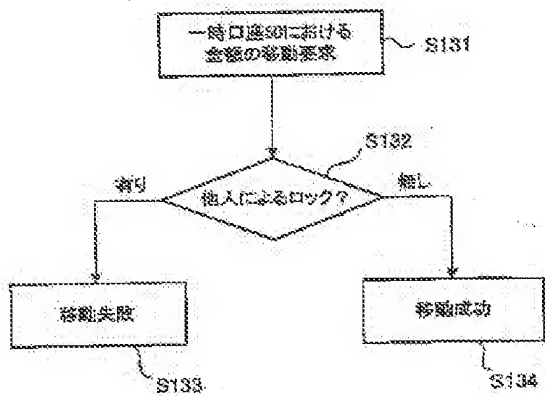 一時口座501における
金額の移動要求
S131
S132
有り
他人によるロック?
無し
移動失敗
移動成功
S133
S134